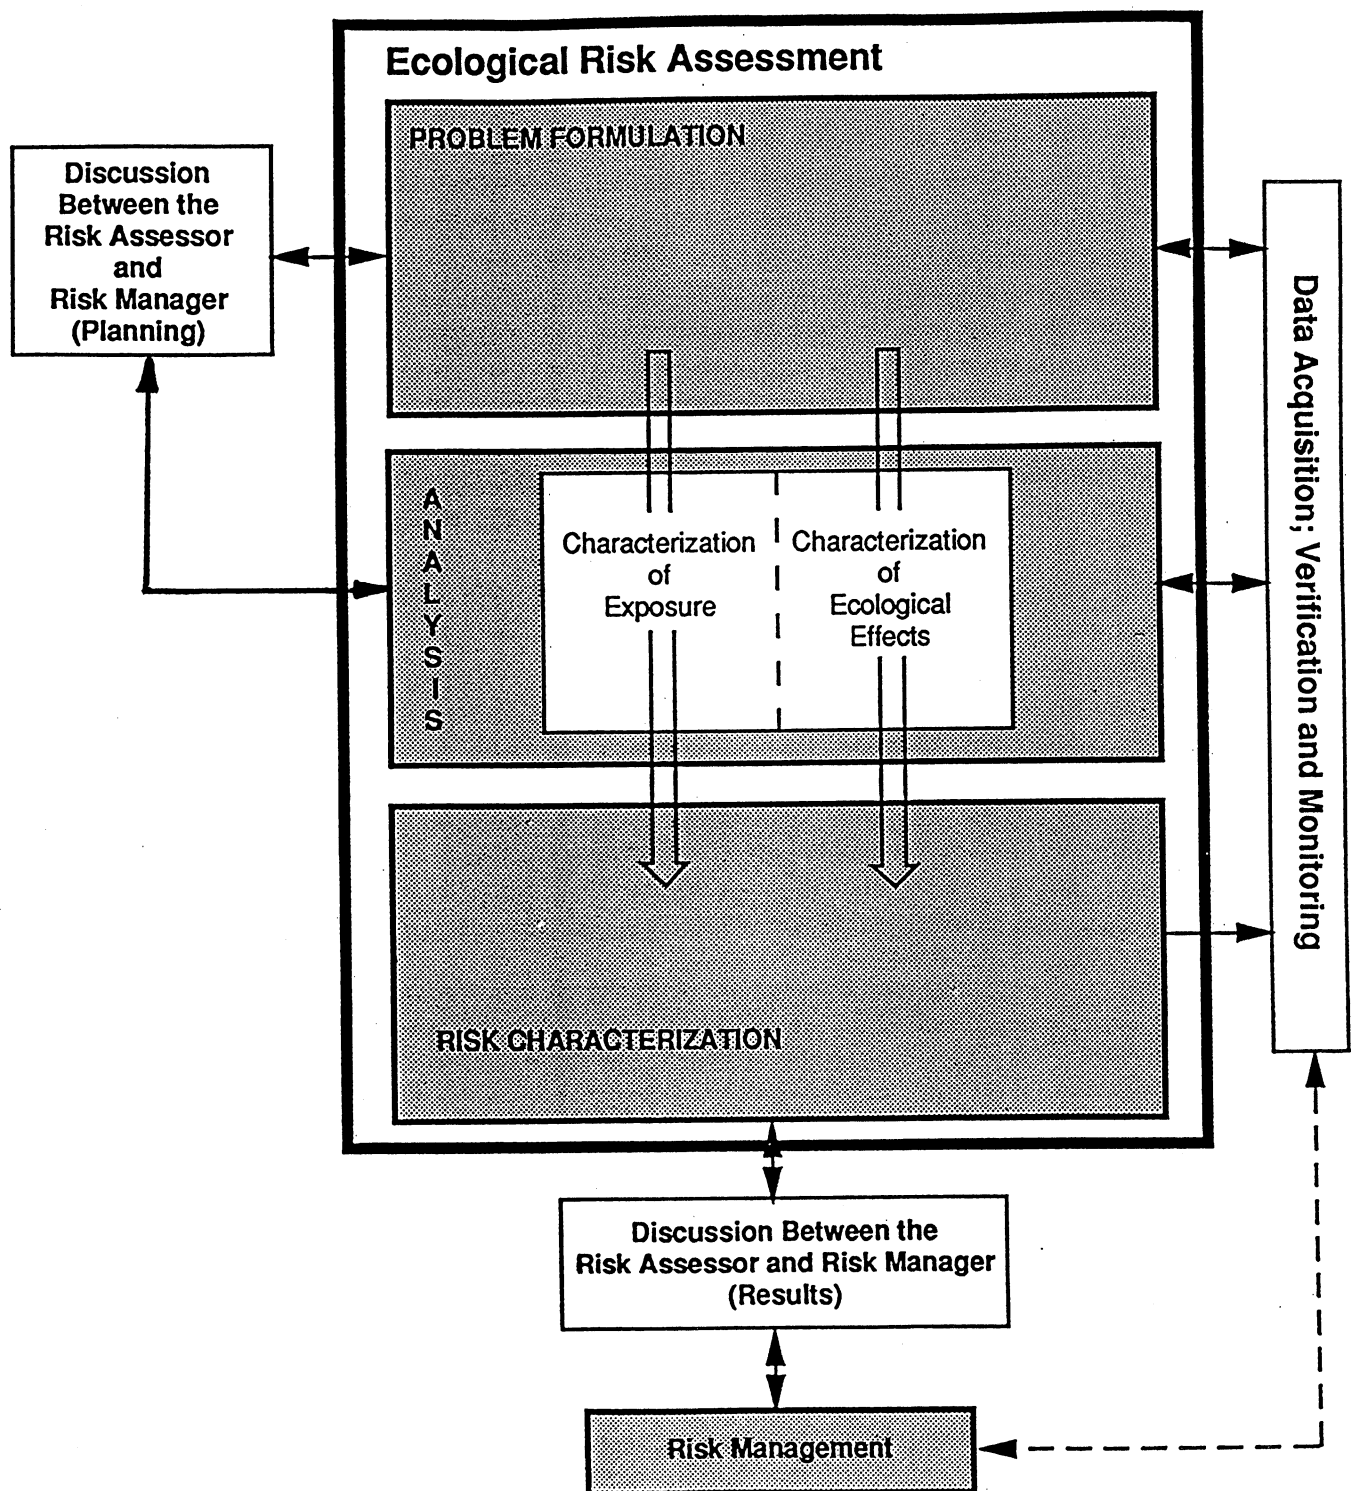 Ecological Risk Assessment
PROBLEM FORMULATION
Discussion
Between the
Risk Assessor
and
Risk Manager
(Planning)
ANALYSIS
Characterization
of
Exposure
Characterization
of
Ecological
Effects
Data Acquisition; Verification and Monitoring
RISK CHARACTERIZATION
Discussion Between the
Risk Assessor and Risk Manager
(Results)
Risk Management